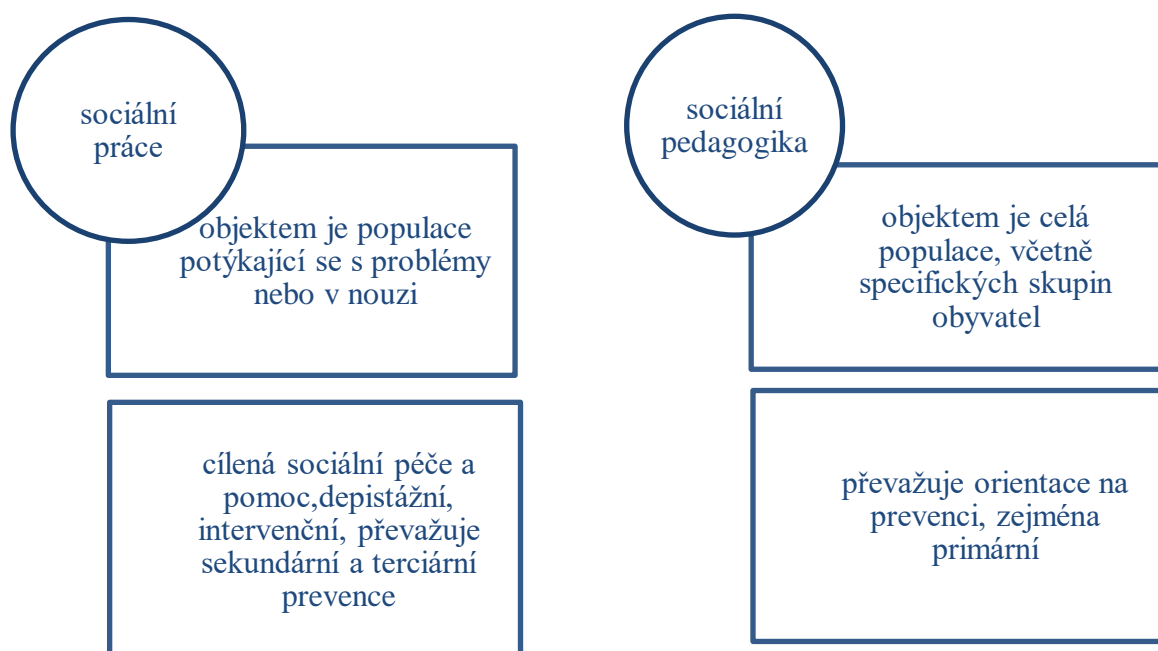 sociální
práce
objektem je populace
potýkající se s problémy
nebo v nouzi
cílená sociální péče a
pomoc,depistážní,
intervenční, převažuje
sekundární a terciární
prevence
sociální
pedagogika
objektem je celá
populace, včetně
specifických skupin
obyvatel
převažuje orientace na
prevenci, zejména
primární